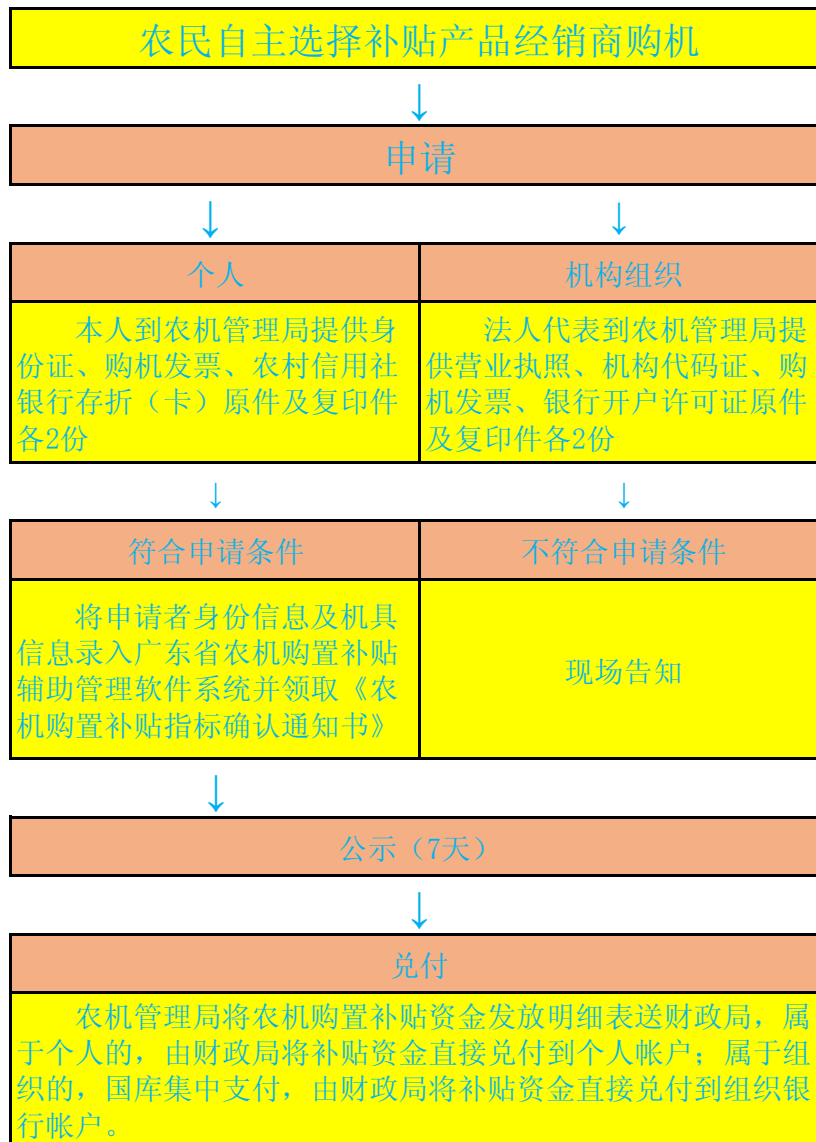 农民自主选择补贴产品经销商购机
↓
申请
↓ ↓
个人
机构组织
本人到农机管理局提供身
份证、购机发票、农村信用社
银行存折（卡）原件及复印件
各2份
法人代表到农机管理局提
供营业执照、机构代码证、购
机发票、银行开户许可证原件
及复印件各2份
↓ ↓
符合申请条件
不符合申请条件
将申请者身份信息及机具
信息录入广东省农机购置补贴
辅助管理软件系统并领取《农
机购置补贴指标确认通知书》
现场告知
↓
公示（7天）
↓
兑付
农机管理局将农机购置补贴资金发放明细表送财政局，属
于个人的，由财政局将补贴资金直接兑付到个人帐户；属于组
织的，国库集中支付，由财政局将补贴资金直接兑付到组织银
行帐户。